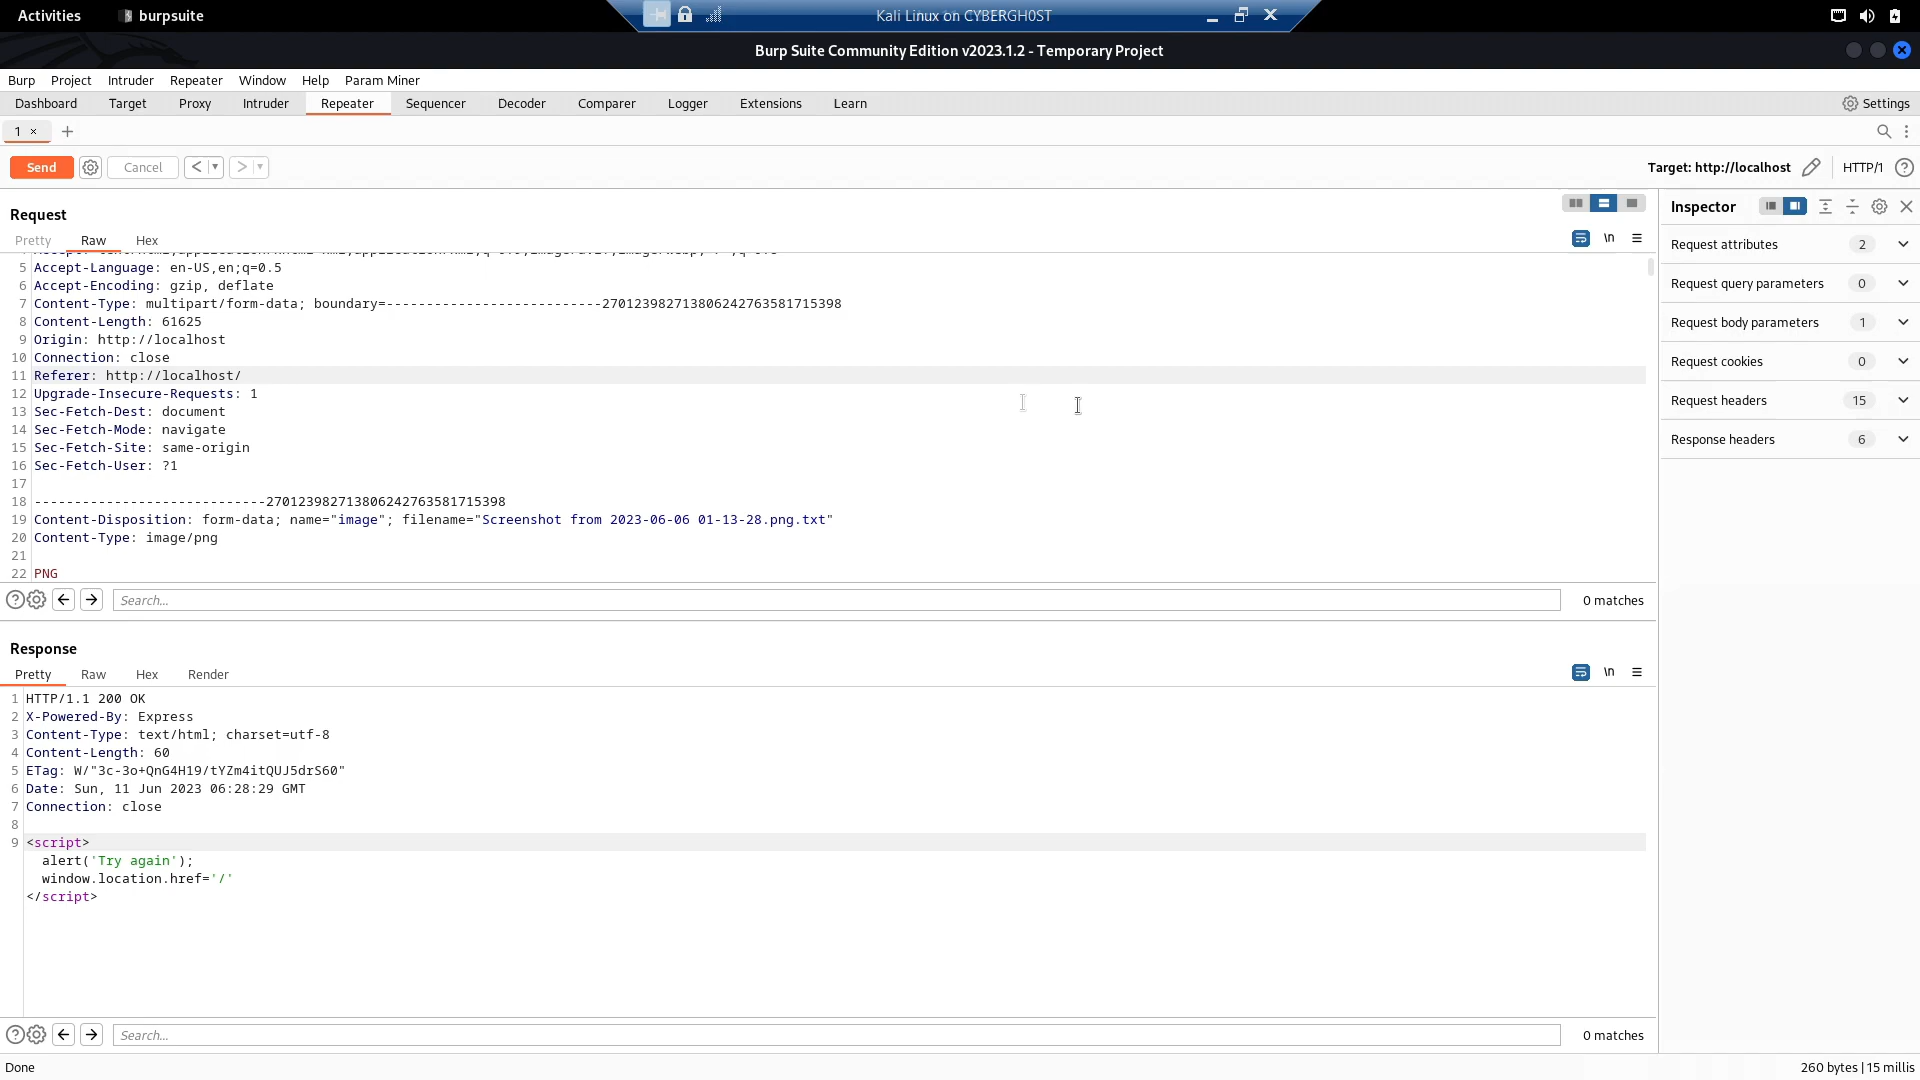 Activities burpsuite Kali Linux on CYBERGH0ST
Burp Suite Community Edition v2023.1.2 - Temporary Project
Burp Project Intruder Repeater Window Help Param Miner
Dashboard Target Proxy Intruder Repeater Sequencer Decoder Comparer Logger Extensions Learn Settings
1 × +
Send Cancel < > Target: http://localhost HTTP/1 ?
Request
Pretty Raw Hex \n
5 Accept-Language: en-US,en;q=0.5
6 Accept-Encoding: gzip, deflate
7 Content-Type: multipart/form-data; boundary=---------------------------270123982713806242763581715398
8 Content-Length: 61625
9 Origin: http://localhost
10 Connection: close
11 Referer: http://localhost/
12 Upgrade-Insecure-Requests: 1
13 Sec-Fetch-Dest: document
14 Sec-Fetch-Mode: navigate
15 Sec-Fetch-Site: same-origin
16 Sec-Fetch-User: ?1
17
18 -----------------------------270123982713806242763581715398
19 Content-Disposition: form-data; name="image"; filename="Screenshot from 2023-06-06 01-13-28.png.txt"
20 Content-Type: image/png
21
22 PNG
? Search... 0 matches
Response
Pretty Raw Hex Render \n
1 HTTP/1.1 200 OK
2 X-Powered-By: Express
3 Content-Type: text/html; charset=utf-8
4 Content-Length: 60
5 ETag: W/"3c-3o+QnG4H19/tYZm4itQUJ5drS60"
6 Date: Sun, 11 Jun 2023 06:28:29 GMT
7 Connection: close
8
9 <script>
alert('Try again');
window.location.href='/'
</script>
? Search... 0 matches
Done 260 bytes | 15 millis
Inspector
Request attributes 2
Request query parameters 0
Request body parameters 1
Request cookies 0
Request headers 15
Response headers 6